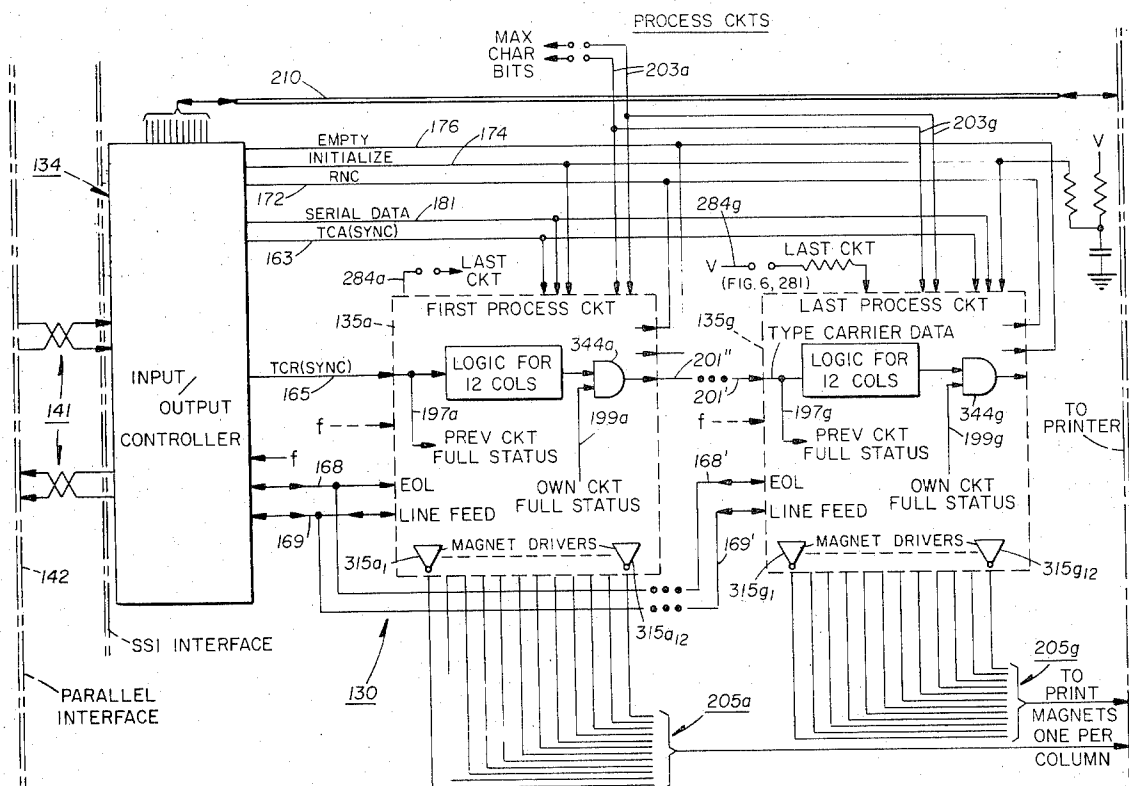 PROCESS CKTS
MAX
CHAR
BITS
203a
210
EMPTY
176
INITIALIZE
174
134
RNC
172
203g
V
SERIAL DATA
181
TCA(SYNC)
163
284a
LAST
CKT
284g
V
LAST CKT
(FIG. 6, 281)
FIRST PROCESS CKT
LAST PROCESS CKT
135a
344a
135g
TYPE CARRIER DATA
LOGIC FOR
12 COLS
201"
201'
LOGIC FOR
12 COLS
344g
TCR(SYNC)
165
INPUT
OUTPUT
CONTROLLER
141
197a
199a
197g
199g
f
f
f
PREV CKT
FULL STATUS
PREV CKT
FULL STATUS
TO
PRINTER
168
168'
EOL
OWN CKT
FULL STATUS
EOL
OWN CKT
FULL STATUS
LINE FEED
LINE FEED
169
169'
MAGNET DRIVERS
MAGNET DRIVERS
315a1
315a12
315g1
315g12
142
SSI INTERFACE
130
PARALLEL
INTERFACE
205a
205g
TO
PRINT
MAGNETS
ONE PER
COLUMN